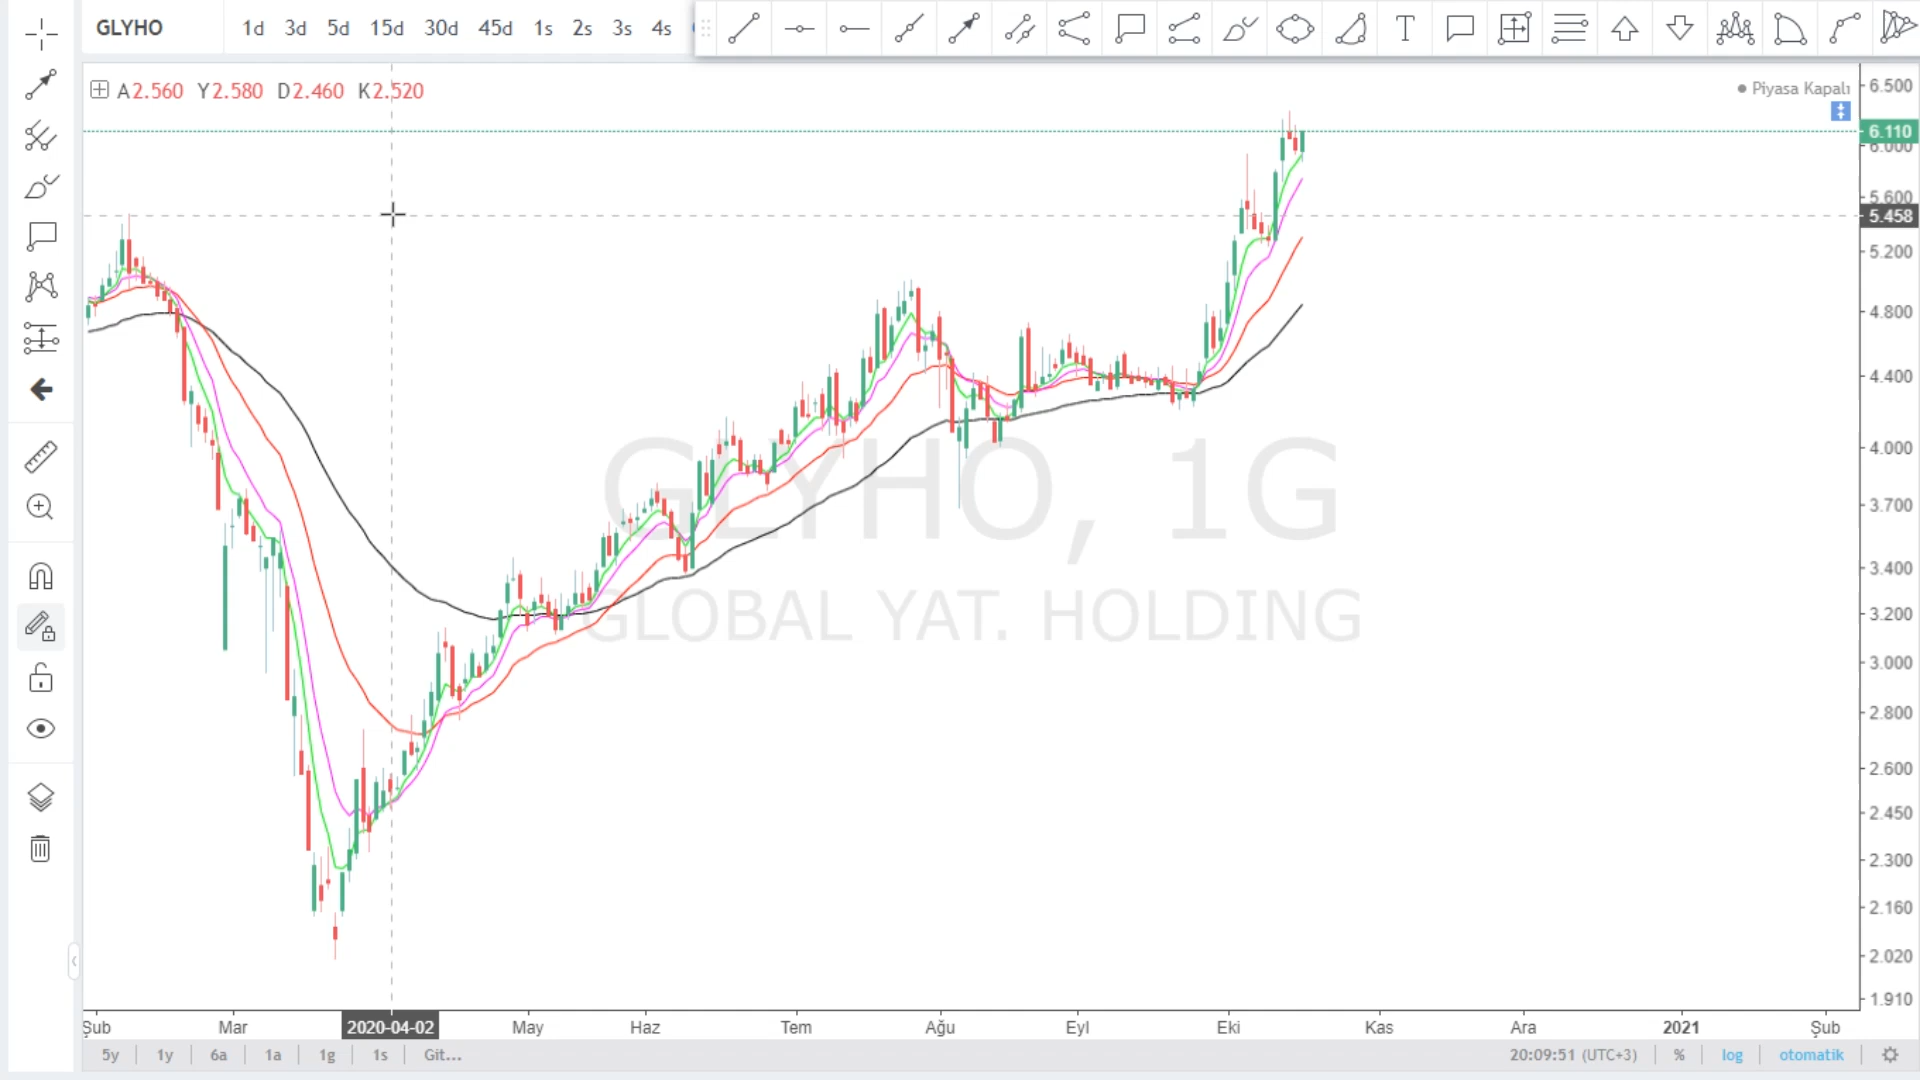 GLYHO 1d 3d 5d 15d 30d 45d 1s 2s 3s 4s
A2.560 Y2.580 D2.460 K2.520
Piyasa Kapalı
6.500
6.110
6.000
5.600
5.458
5.200
4.800
4.400
4.000
3.700
3.400
3.200
3.000
2.800
2.600
2.450
2.300
2.160
2.020
1.910
GLYHO, 1G
GLOBAL YAT. HOLDING
Şub Mar 2020-04-02 May Haz Tem Ağu Eyl Eki Kas Ara 2021 Şub
5y 1y 6a 1a 1g 1s Git... 20:09:51 (UTC+3) % log otomatik